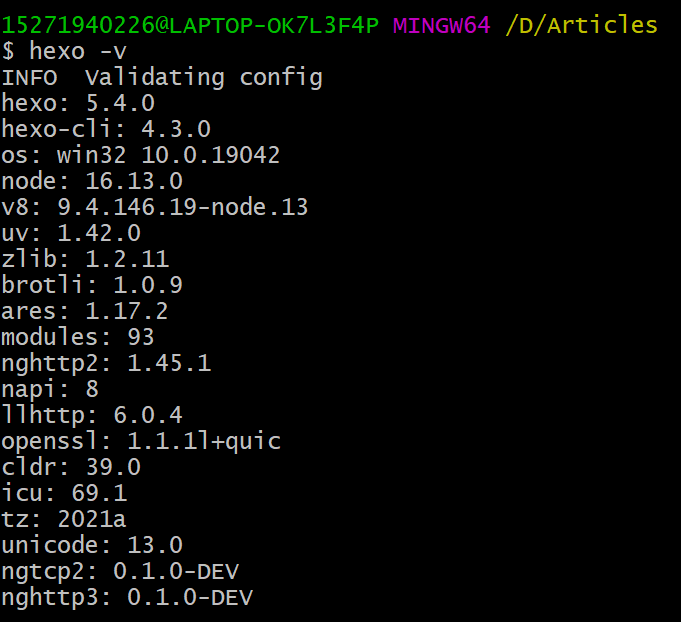 15271940226@LAPTOP-OK7L3F4P MINGW64 /D/Articles
$ hexo -v
INFO  Validating config
hexo: 5.4.0
hexo-cli: 4.3.0
os: win32 10.0.19042
node: 16.13.0
v8: 9.4.146.19-node.13
uv: 1.42.0
zlib: 1.2.11
brotli: 1.0.9
ares: 1.17.2
modules: 93
nghttp2: 1.45.1
napi: 8
llhttp: 6.0.4
openssl: 1.1.1l+quic
cldr: 39.0
icu: 69.1
tz: 2021a
unicode: 13.0
ngtcp2: 0.1.0-DEV
nghttp3: 0.1.0-DEV